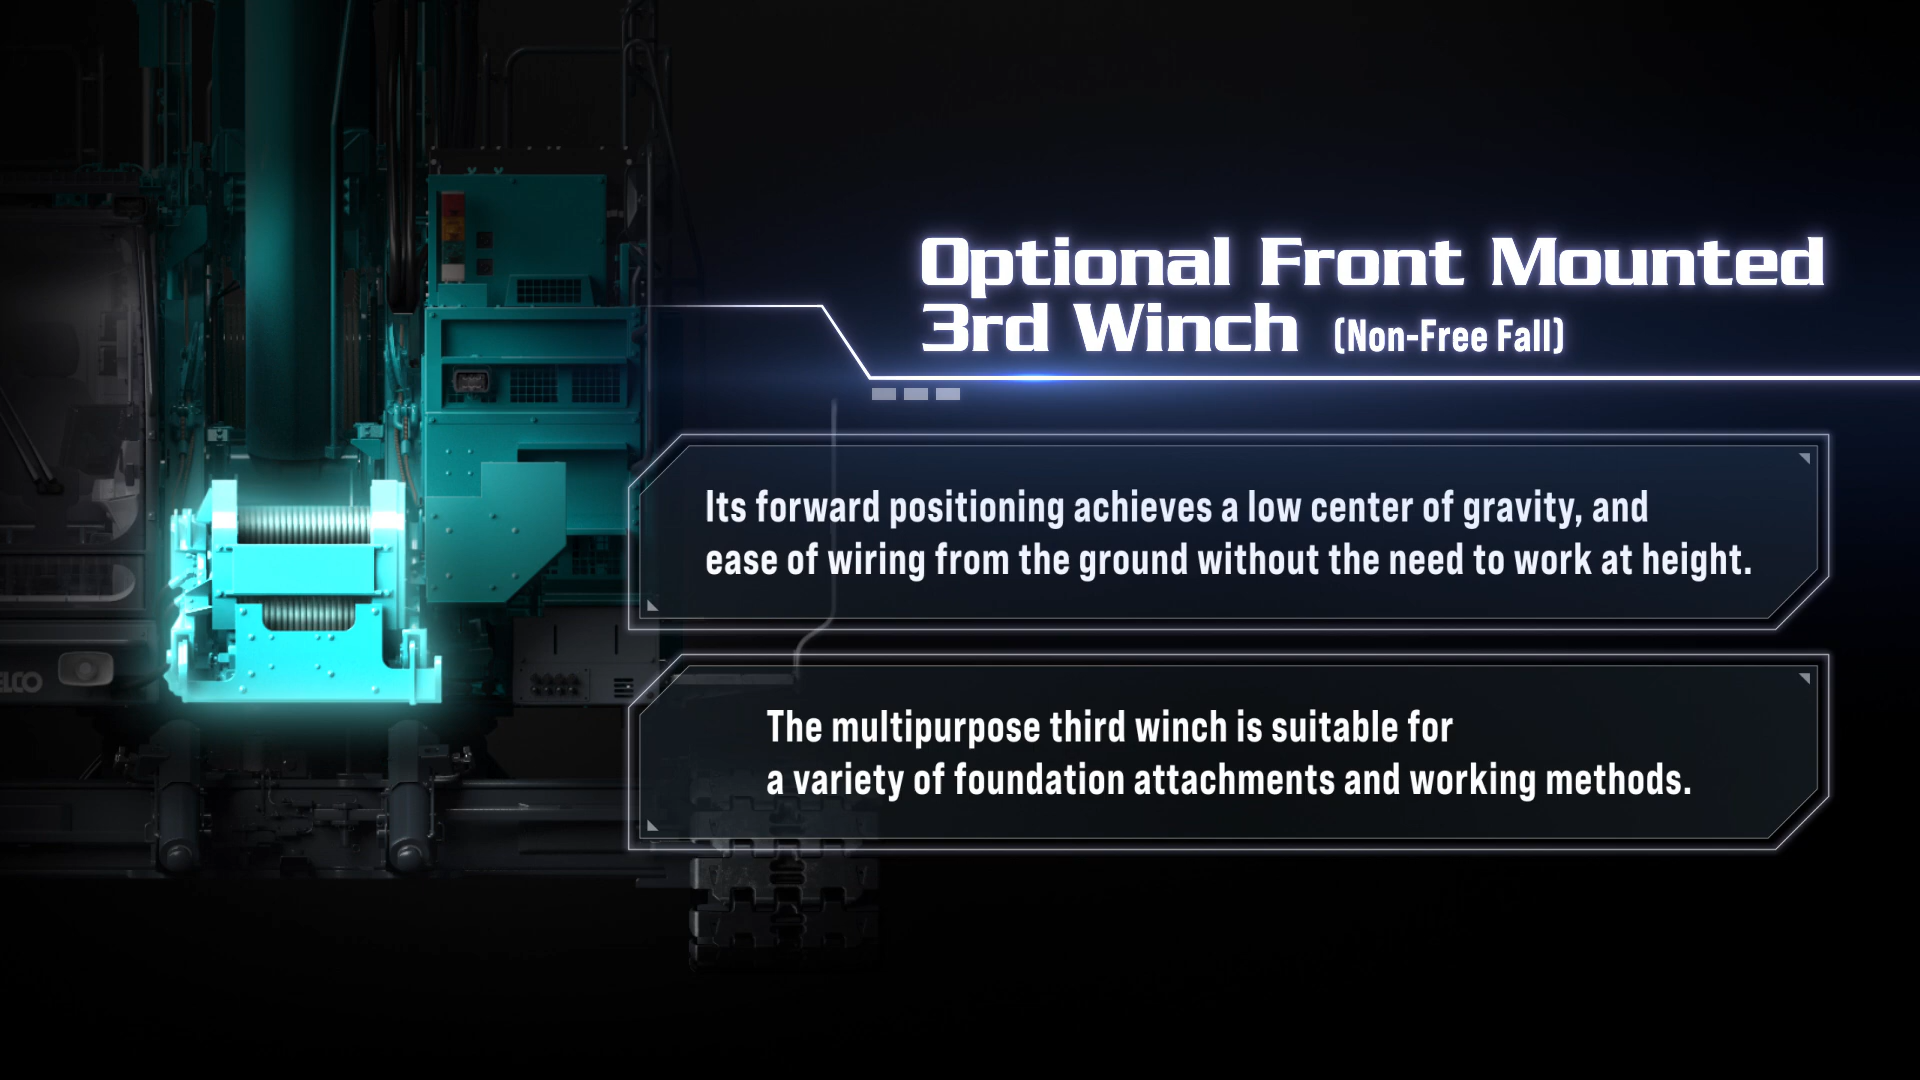 Optional Front Mounted
3rd Winch (Non-Free Fall)
Its forward positioning achieves a low center of gravity, and
ease of wiring from the ground without the need to work at height.
The multipurpose third winch is suitable for
a variety of foundation attachments and working methods.
ELCO